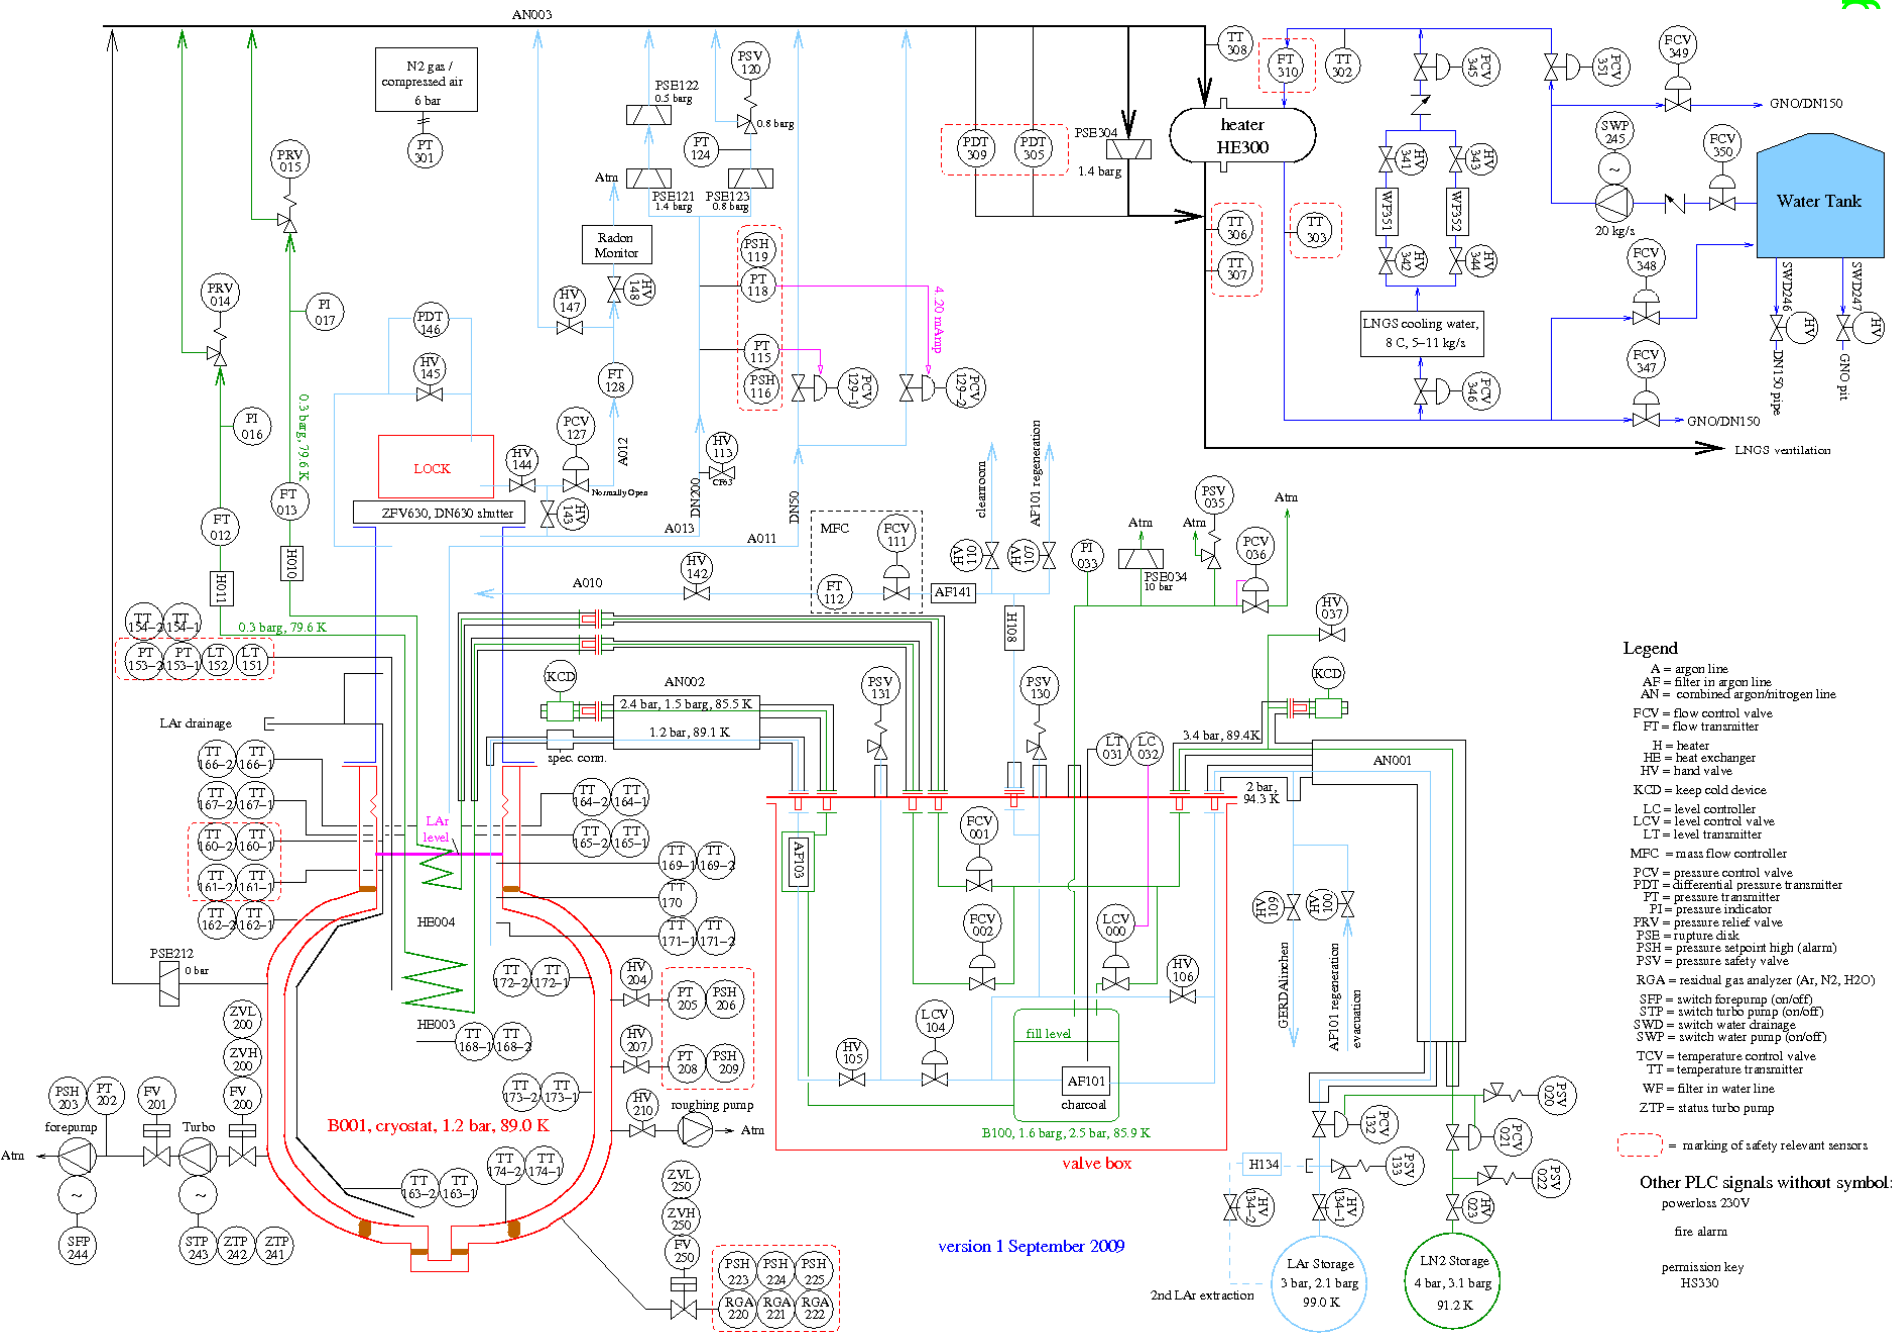 AN003
N2 gas /
compressed air
6 bar
PT
301
PRV
015
PI
017
PRV
014
PI
016
0.3 barg, 79.6 K
FT
013
FT
012
H010
H011
0.3 barg, 79.6 K
PSE122
0.5 barg
PSV
120
0.8 barg
PT
124
PSE121
1.4 barg
PSE123
0.8 barg
Atm
Radon
Monitor
HV
147
HV
148
PDT
146
HV
145
FT
128
PSH
119
PT
118
PT
115
PSH
116
4..20 mAmp
PCV
129-1
PCV
129-2
PCV
127
A012
HV
144
HV
143
Normally Open
HV
113
CF63
DN200
DN50
LOCK
ZFV630, DN630 shutter
A013
A011
A010
HV
142
MFC
FCV
111
FT
112
AF141
cleanroom
AF101 regeneration
HV
110
HV
107
H108
PDT
309
PDT
305
PSE304
1.4 barg
TT
308
heater
HE300
TT
306
TT
307
FT
310
TT
302
TT
303
PCV
345
PCV
351
FCV
349
GNO/DN150
HV
341
HV
343
WF351
WF352
HV
342
HV
344
SWP
245
~
20 kg/s
FCV
350
Water Tank
LNGS cooling water,
8 C, 5-11 kg/s
PCV
346
FCV
348
FCV
347
GNO/DN150
SWD246
SWD247
HV
HV
DN150 pipe
GNO pit
LNGS ventilation
PI
033
Atm
PSE034
10 bar
Atm
PSV
035
PCV
036
Atm
HV
037
KCD
TT
154-2
TT
154-1
PT
153-2
PT
153-1
LT
152
LT
151
LAr drainage
TT
166-2
TT
166-1
TT
167-2
TT
167-1
TT
160-2
TT
160-1
TT
161-2
TT
161-1
TT
162-2
TT
162-1
PSE212
0 bar
KCD
AN002
2.4 bar, 1.5 barg, 85.5 K
1.2 bar, 89.1 K
spec. conn.
PSV
131
PSV
130
LT
031
LC
032
3.4 bar, 89.4K
AN001
2 bar,
94.3 K
LAr
level
TT
164-2
TT
164-1
TT
165-2
TT
165-1
TT
169-1
TT
169-2
TT
170
TT
171-1
TT
171-2
HE004
HE003
TT
172-2
TT
172-1
TT
168-1
TT
168-2
TT
173-2
TT
173-1
TT
174-2
TT
174-1
TT
163-2
TT
163-1
B001, cryostat, 1.2 bar, 89.0 K
HV
204
PT
205
PSH
206
HV
207
PT
208
PSH
209
HV
210
roughing pump
Atm
AF103
FCV
001
FCV
002
LCV
000
HV
106
HV
105
LCV
104
fill level
AF101
charcoal
B100, 1.6 barg, 2.5 bar, 85.9 K
valve box
HV
109
HV
100
GERDAlinchen
AF101 regeneration
evacuation
PSV
020
PCV
132
PCV
021
PSV
133
PSV
022
H134
HV
134-2
HV
134-1
HV
023
LAr Storage
3 bar, 2.1 barg
99.0 K
LN2 Storage
4 bar, 3.1 barg
91.2 K
2nd LAr extraction
ZVL
200
ZVH
200
FV
200
PSH
203
PT
202
FV
201
forepump
Turbo
Atm
~
~
SFP
244
STP
243
ZTP
242
ZTP
241
ZVL
250
ZVH
250
FV
250
PSH
223
PSH
224
PSH
225
RGA
220
RGA
221
RGA
222
version 1 September 2009
Legend
A = argon line
AF = filter in argon line
AN = combined argon/nitrogen line
FCV = flow control valve
FT = flow transmitter
H = heater
HE = heat exchanger
HV = hand valve
KCD = keep cold device
LC = level controller
LCV = level control valve
LT = level transmitter
MFC = mass flow controller
PCV = pressure control valve
PDT = differential pressure transmitter
PT = pressure transmitter
PI = pressure indicator
PRV = pressure relief valve
PSE = rupture disk
PSH = pressure setpoint high (alarm)
PSV = pressure safety valve
RGA = residual gas analyzer (Ar, N2, H2O)
SFP = switch forepump (on/off)
STP = switch turbo pump (on/off)
SWD = switch water drainage
SWP = switch water pump (on/off)
TCV = temperature control valve
TT = temperature transmitter
WF = filter in water line
ZTP = status turbo pump
= marking of safety relevant sensors
Other PLC signals without symbol:
powerloss 230V
fire alarm
permission key
HS330